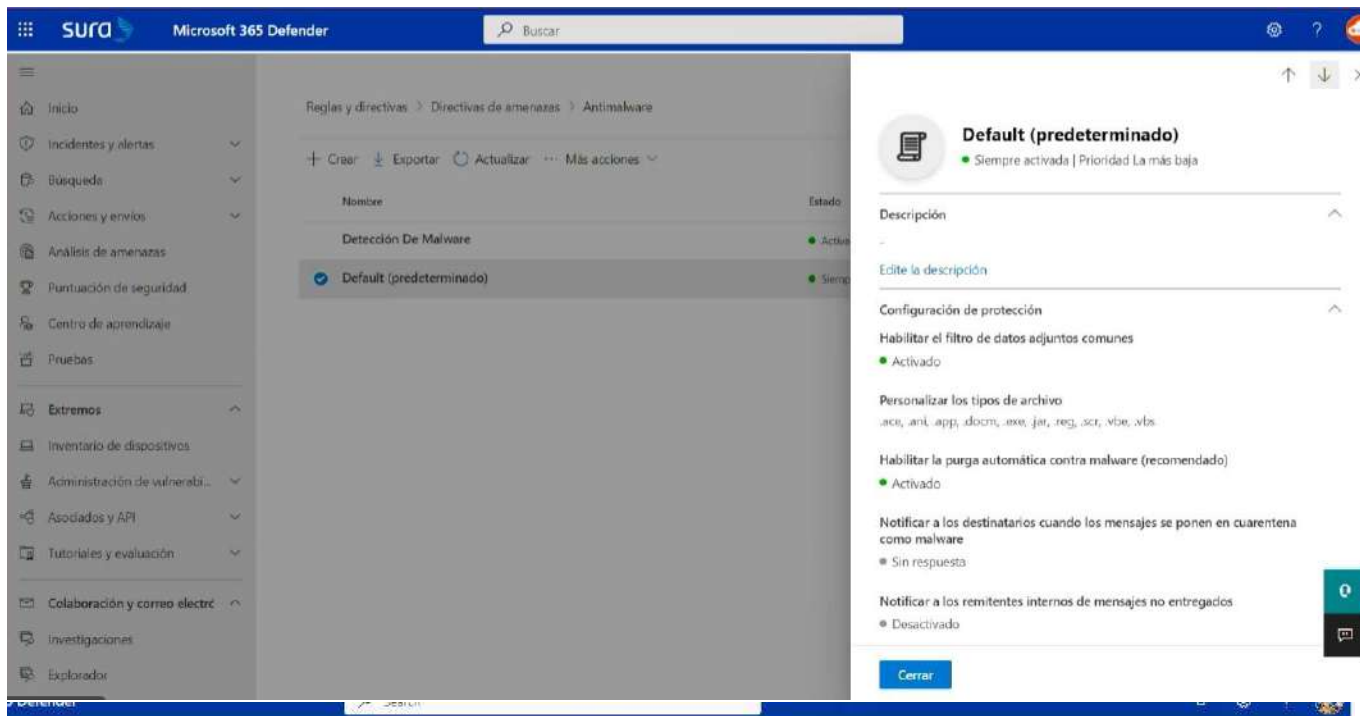 sura
Microsoft 365 Defender
Buscar
Inicio
Incidentes y alertas
Búsqueda
Acciones y envíos
Análisis de amenazas
Puntuación de seguridad
Centro de aprendizaje
Pruebas
Extremos
Inventario de dispositivos
Administración de vulnerabi...
Asociados y API
Tutoriales y evaluación
Colaboración y correo electrć
Investigaciones
Explorador
Reglas y directivas > Directivas de amenazas > Antimalware
Crear Exportar Actualizar ··· Más acciones
Nombre Estado
Detección De Malware Activa
Default (predeterminado) Siemp
Default (predeterminado)
Siempre activada | Prioridad La más baja
Descripción
-
Edite la descripción
Configuración de protección
Habilitar el filtro de datos adjuntos comunes
Activado
Personalizar los tipos de archivo
.ace, .ani, .app, .docm, .exe, .jar, .reg, .scr, .vbe, .vbs
Habilitar la purga automática contra malware (recomendado)
Activado
Notificar a los destinatarios cuando los mensajes se ponen en cuarentena
como malware
Sin respuesta
Notificar a los remitentes internos de mensajes no entregados
Desactivado
Cerrar
Defender
Search